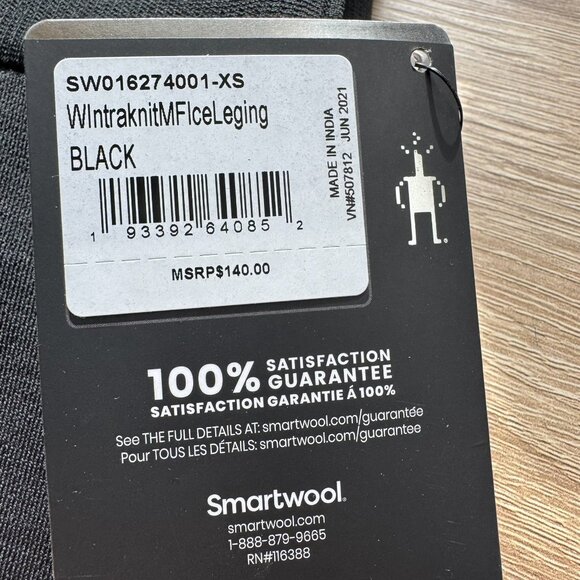 SW016274001-XS
WIntraknitMFIceLeging
BLACK
MADE IN INDIA
VN#507812 JUN 2021
1 93392 64085 2
MSRP$140.00
100% SATISFACTION GUARANTEE
SATISFACTION GARANTIE Á 100%
See THE FULL DETAILS AT: smartwool.com/guarantée
Pour TOUS LES DÉTAILS: smartwool.com/guarantee
Smartwool®
smartwool.com
1-888-879-9665
RN#116388